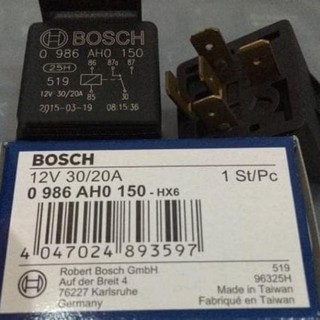 BOSCH
0 986 AH0 150
25H
86 87a 87
519
85 30
12V 30/20A
2015-03-19 08:15:36
BOSCH
12V 30/20A 1 St/Pc
0 986 AH0 150 - HX6
4 047024 893597
Robert Bosch GmbH
Auf der Breit 4
76227 Karlsruhe
Germany
519
96325H
Made in Taiwan
Fabriqué en Taiwan